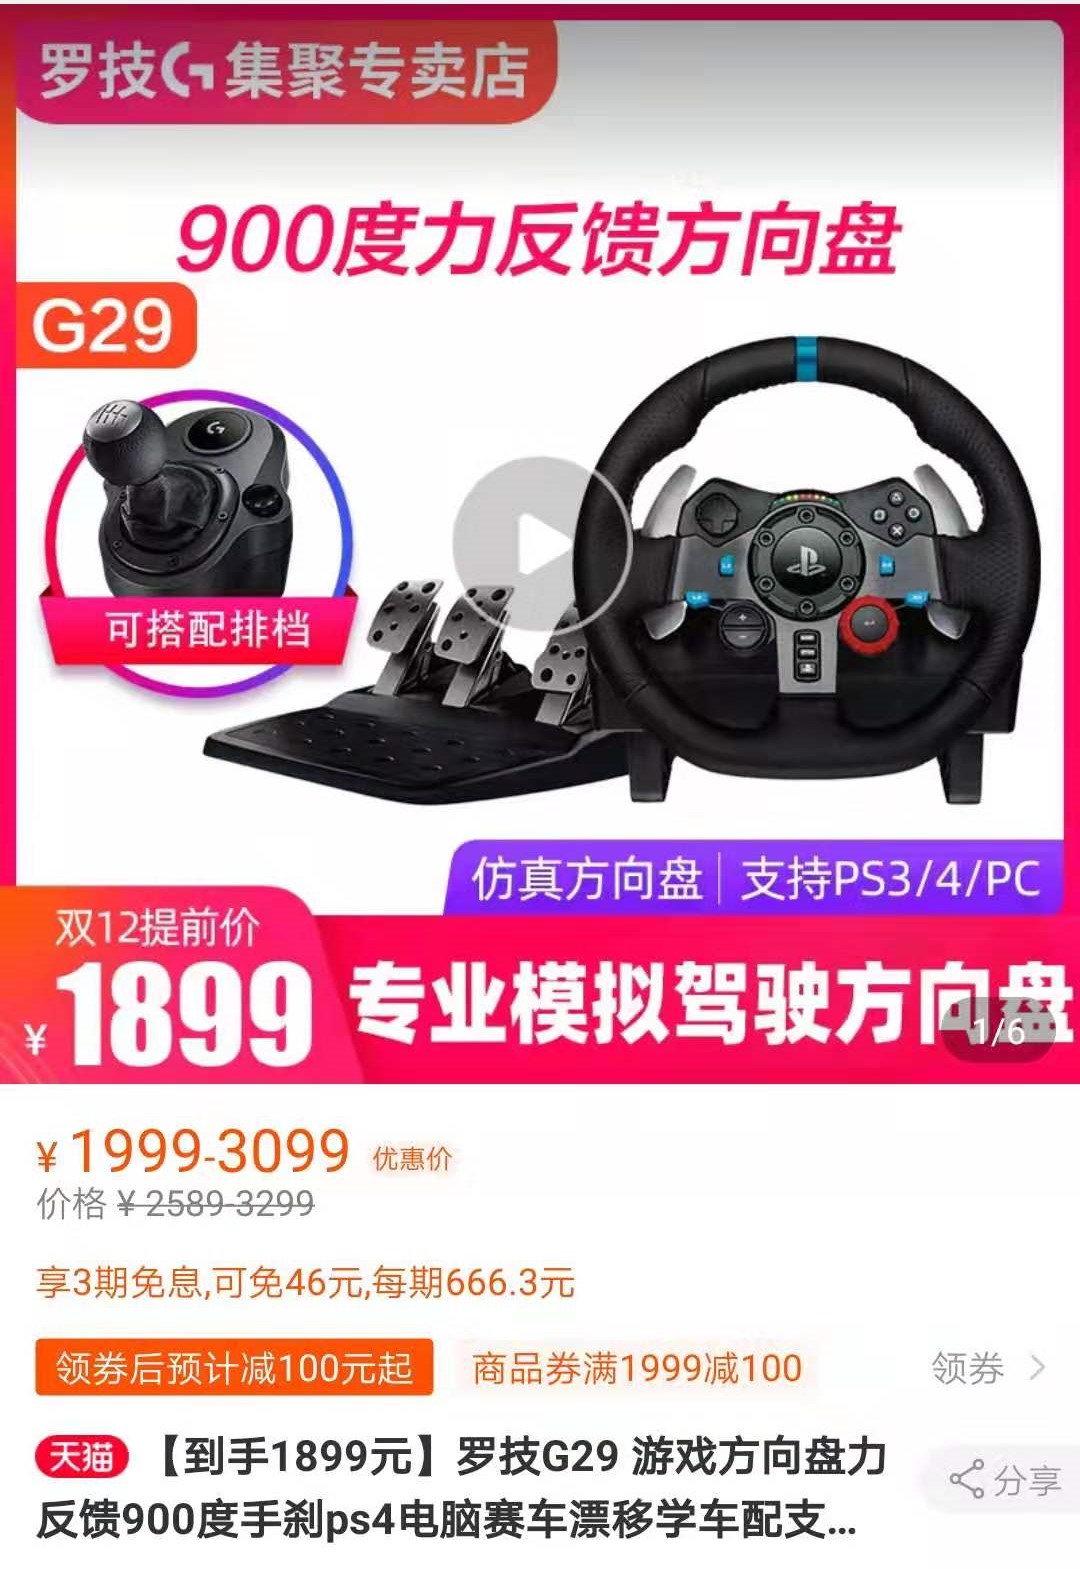 罗技G集聚专卖店
900度力反馈方向盘
G29
可搭配排档
仿真方向盘 | 支持PS3/4/PC
双12提前价
¥1899
专业模拟驾驶方向盘
1/6
¥1999-3099 优惠价
价格 ¥2589-3299
享3期免息,可免46元,每期666.3元
领券后预计减100元起 商品券满1999减100 领券
天猫 【到手1899元】罗技G29 游戏方向盘力
反馈900度手刹ps4电脑赛车漂移学车配支...
分享